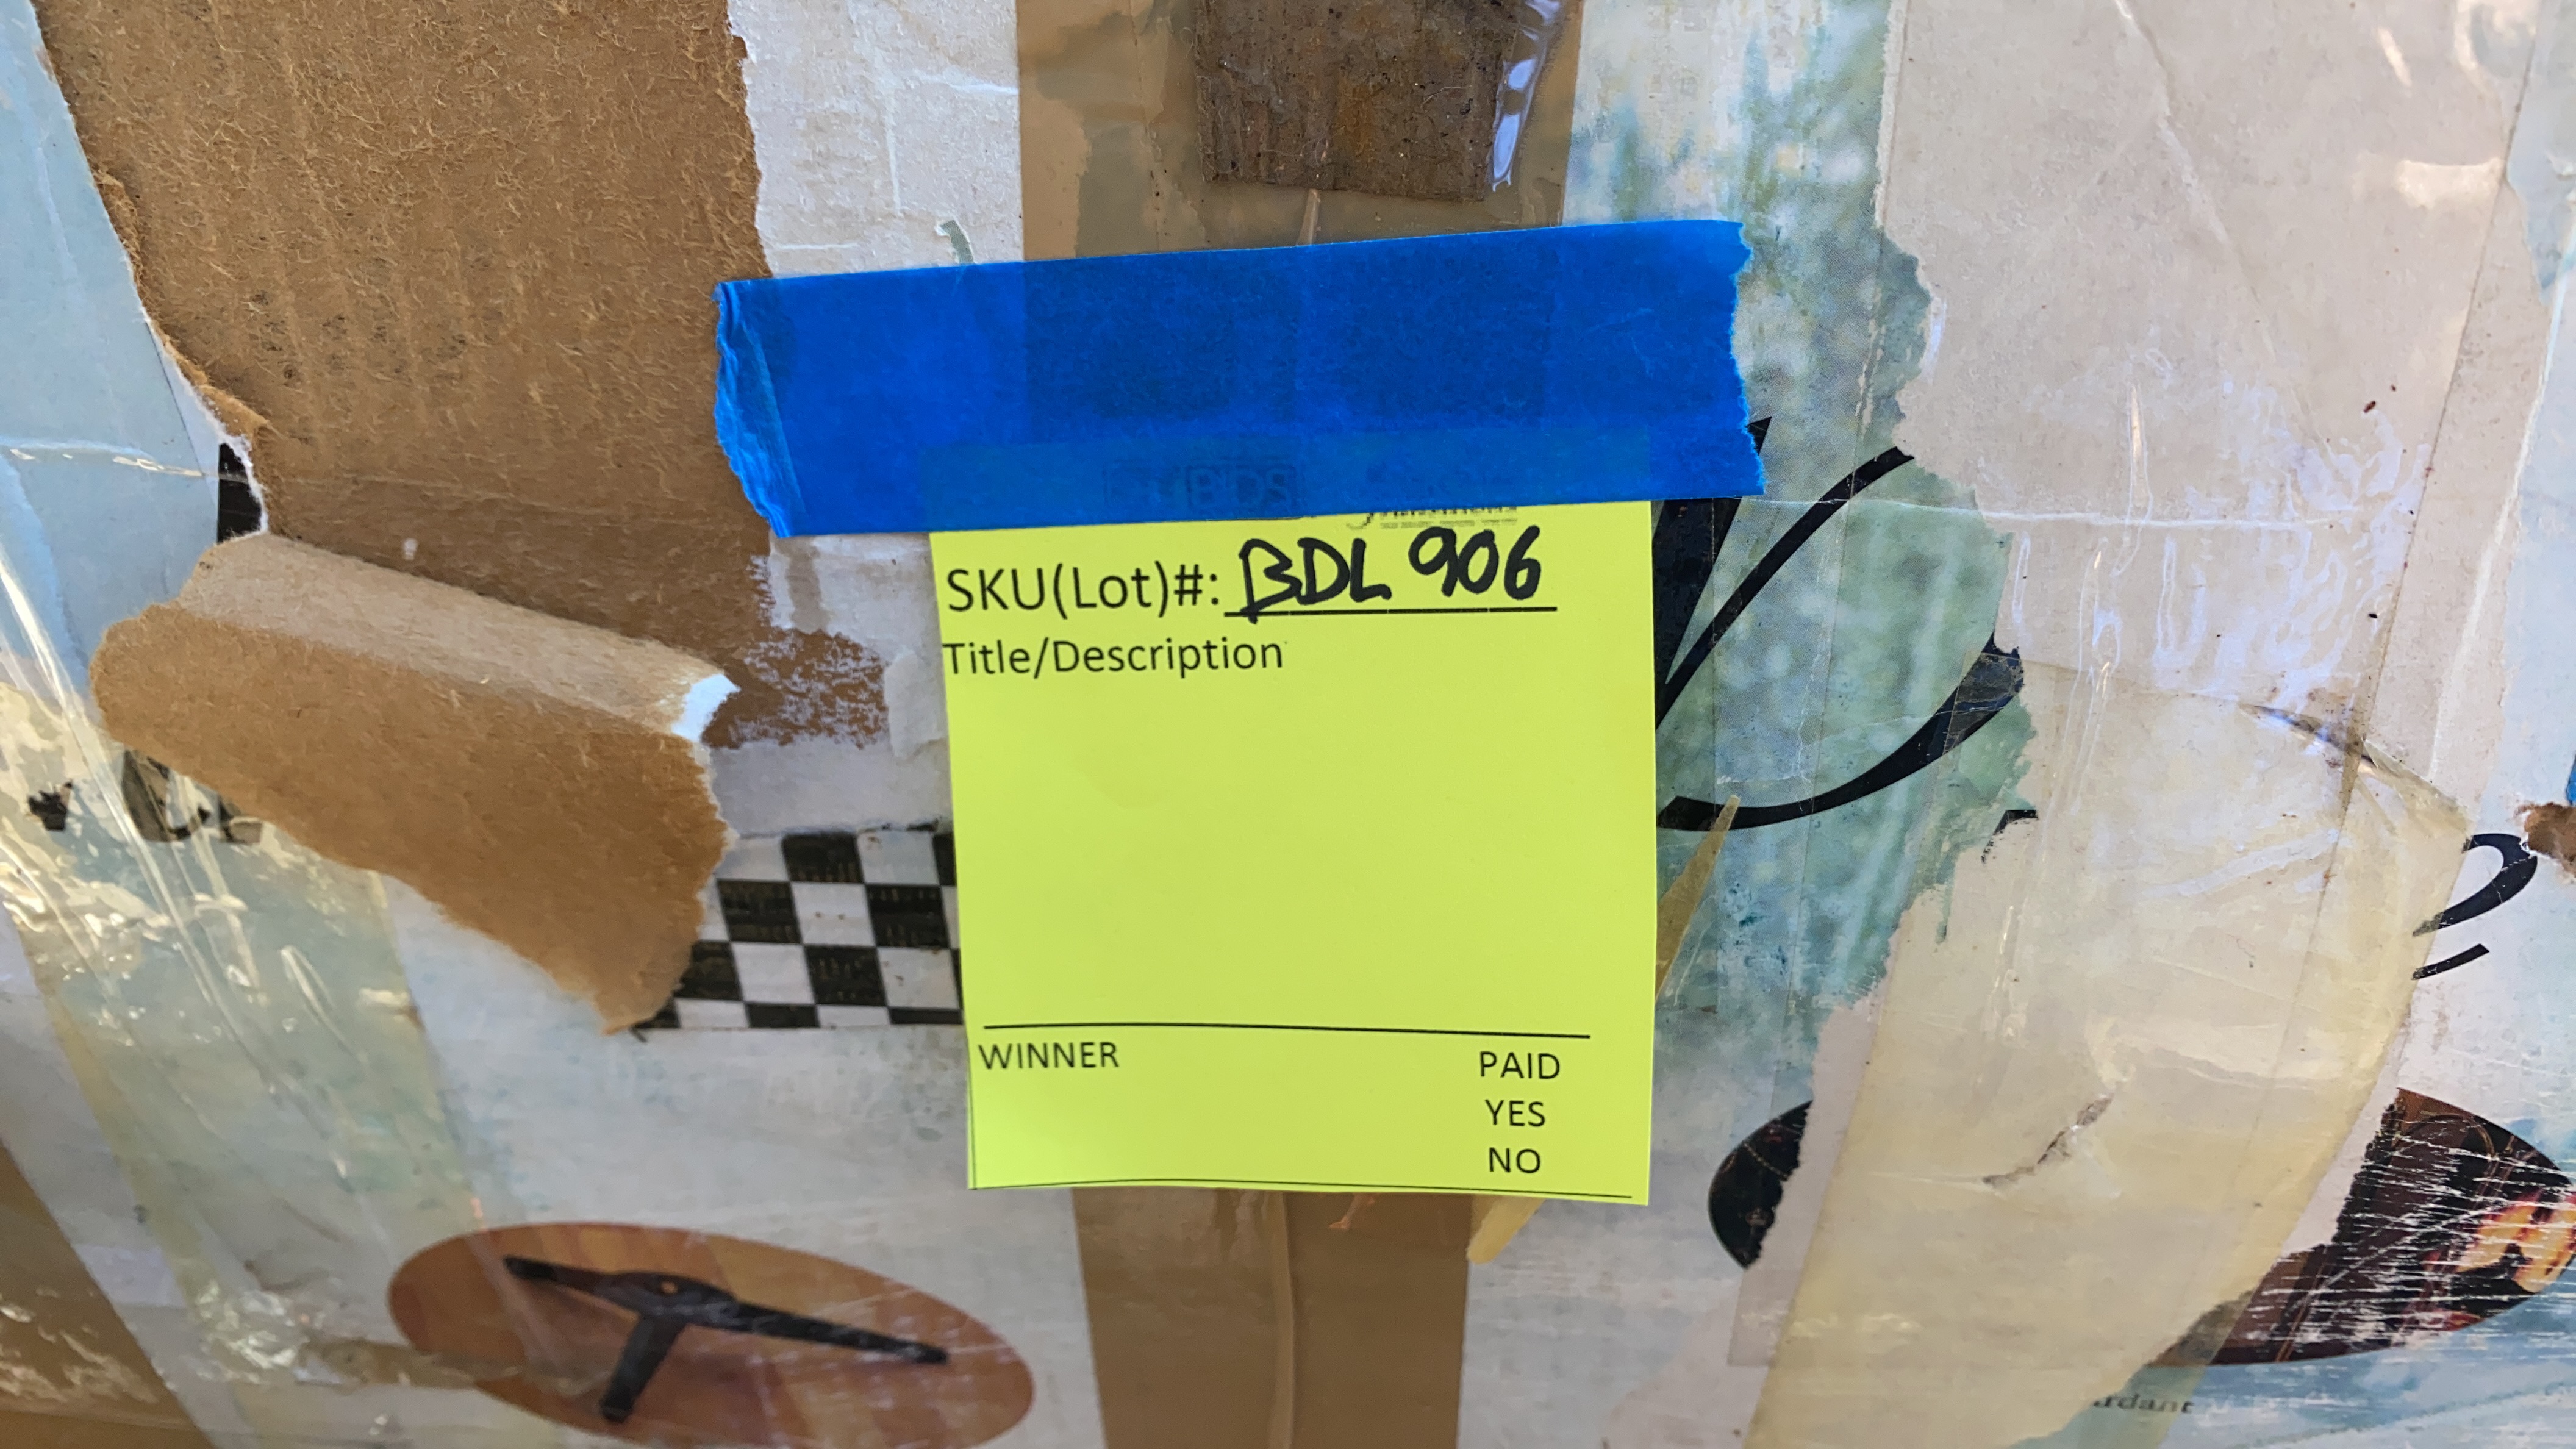 SKU(Lot)#: BDL 906
Title/Description
WINNER
PAID
YES
NO